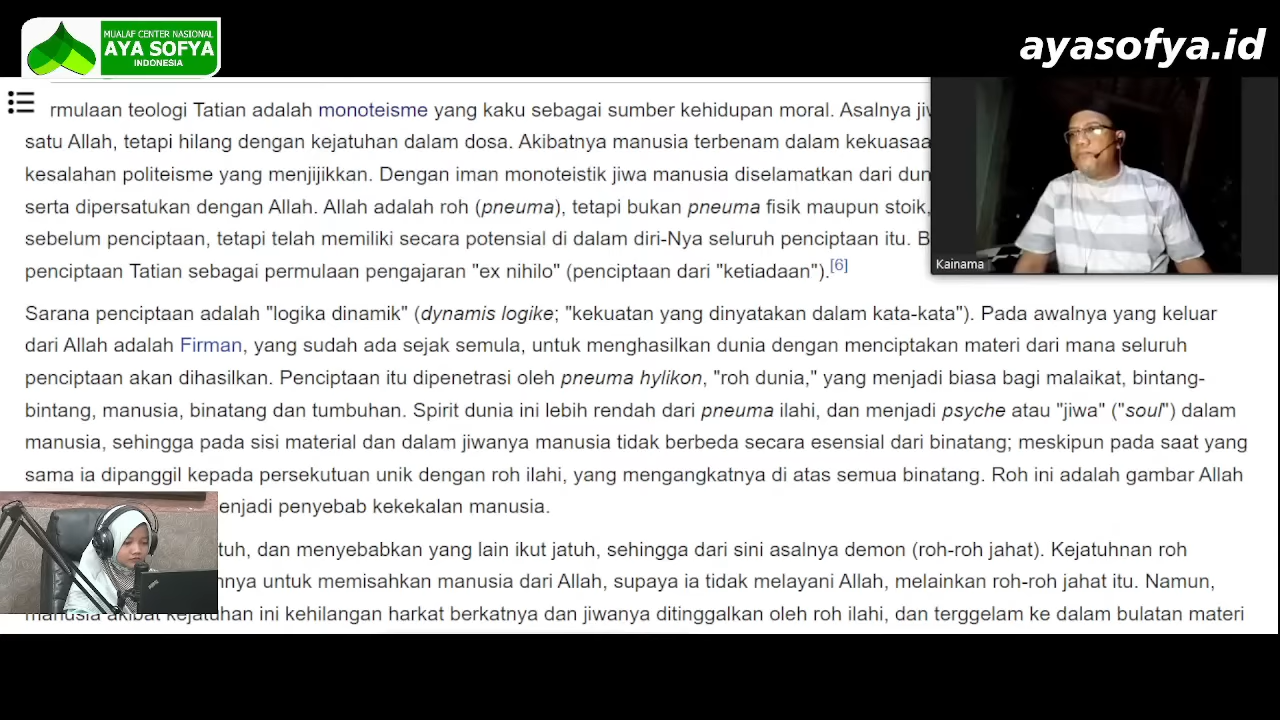 MUALAF CENTER NASIONAL
AYA SOFYA
INDONESIA
ayasofya.id
rmulaan teologi Tatian adalah monoteisme yang kaku sebagai sumber kehidupan moral. Asalnya
satu Allah, tetapi hilang dengan kejatuhan dalam dosa. Akibatnya manusia terbenam dalam
kesalahan politeisme yang menjijikkan. Dengan iman monoteistik jiwa manusia diselamatkan dari
serta dipersatukan dengan Allah. Allah adalah roh (pneuma), tetapi bukan pneuma fisik maupun stoik,
sebelum penciptaan, tetapi telah memiliki secara potensial di dalam diri-Nya seluruh penciptaan itu.
penciptaan Tatian sebagai permulaan pengajaran "ex nihilo" (penciptaan dari "ketiadaan").[6]
Kainama
Sarana penciptaan adalah "logika dinamik" (dynamis logike; "kekuatan yang dinyatakan dalam kata-kata"). Pada awalnya yang keluar
dari Allah adalah Firman, yang sudah ada sejak semula, untuk menghasilkan dunia dengan menciptakan materi dari mana seluruh
penciptaan akan dihasilkan. Penciptaan itu dipenetrasi oleh pneuma hylikon, "roh dunia," yang menjadi biasa bagi malaikat, bintang-
bintang, manusia, binatang dan tumbuhan. Spirit dunia ini lebih rendah dari pneuma ilahi, dan menjadi psyche atau "jiwa" ("soul") dalam
manusia, sehingga pada sisi material dan dalam jiwanya manusia tidak berbeda secara esensial dari binatang; meskipun pada saat yang
sama ia dipanggil kepada persekutuan unik dengan roh ilahi, yang mengangkatnya di atas semua binatang. Roh ini adalah gambar Allah
enjadi penyebab kekekalan manusia.
tuh, dan menyebabkan yang lain ikut jatuh, sehingga dari sini asalnya demon (roh-roh jahat). Kejatuhnan roh
nnya untuk memisahkan manusia dari Allah, supaya ia tidak melayani Allah, melainkan roh-roh jahat itu. Namun,
manusia akibat kejatuhan ini kehilangan harkat berkatnya dan jiwanya ditinggalkan oleh roh ilahi, dan terggelam ke dalam bulatan materi